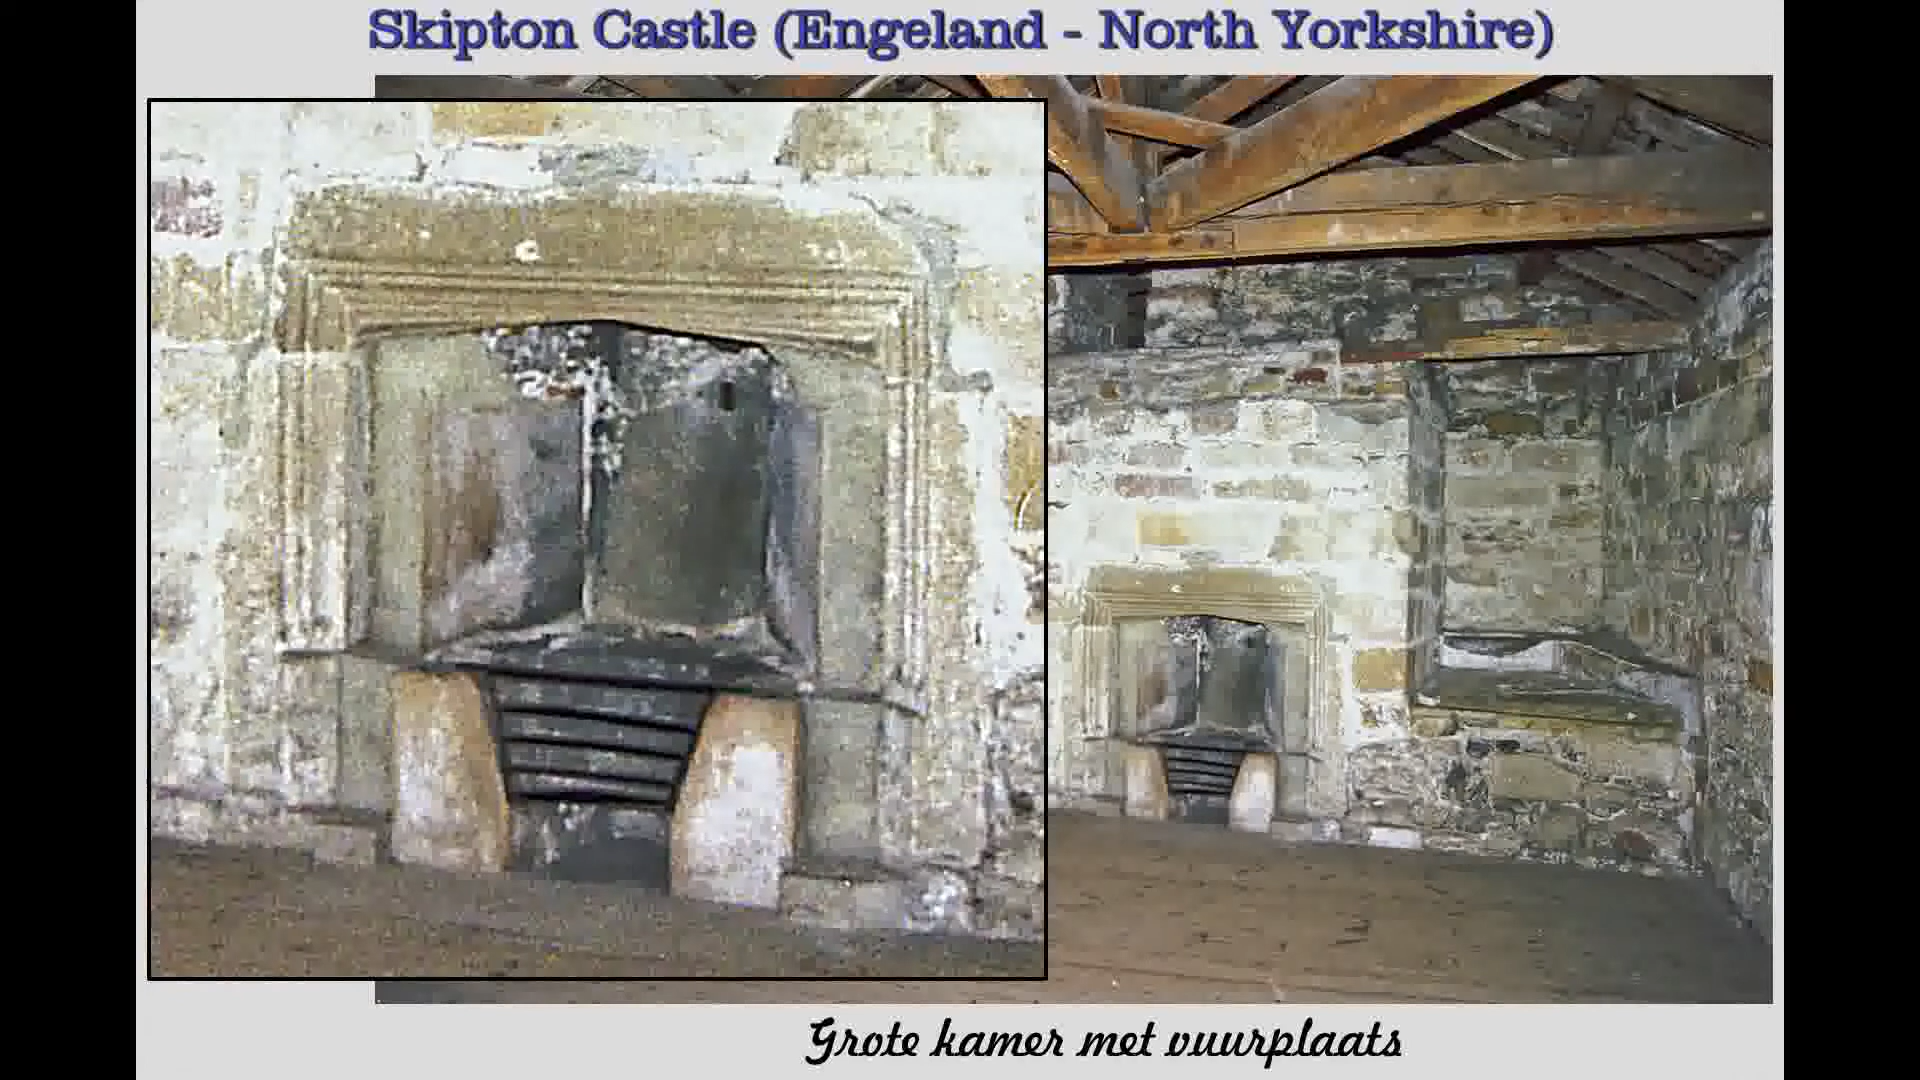 Skipton Castle (Engeland - North Yorkshire)
Grote kamer met vuurplaats